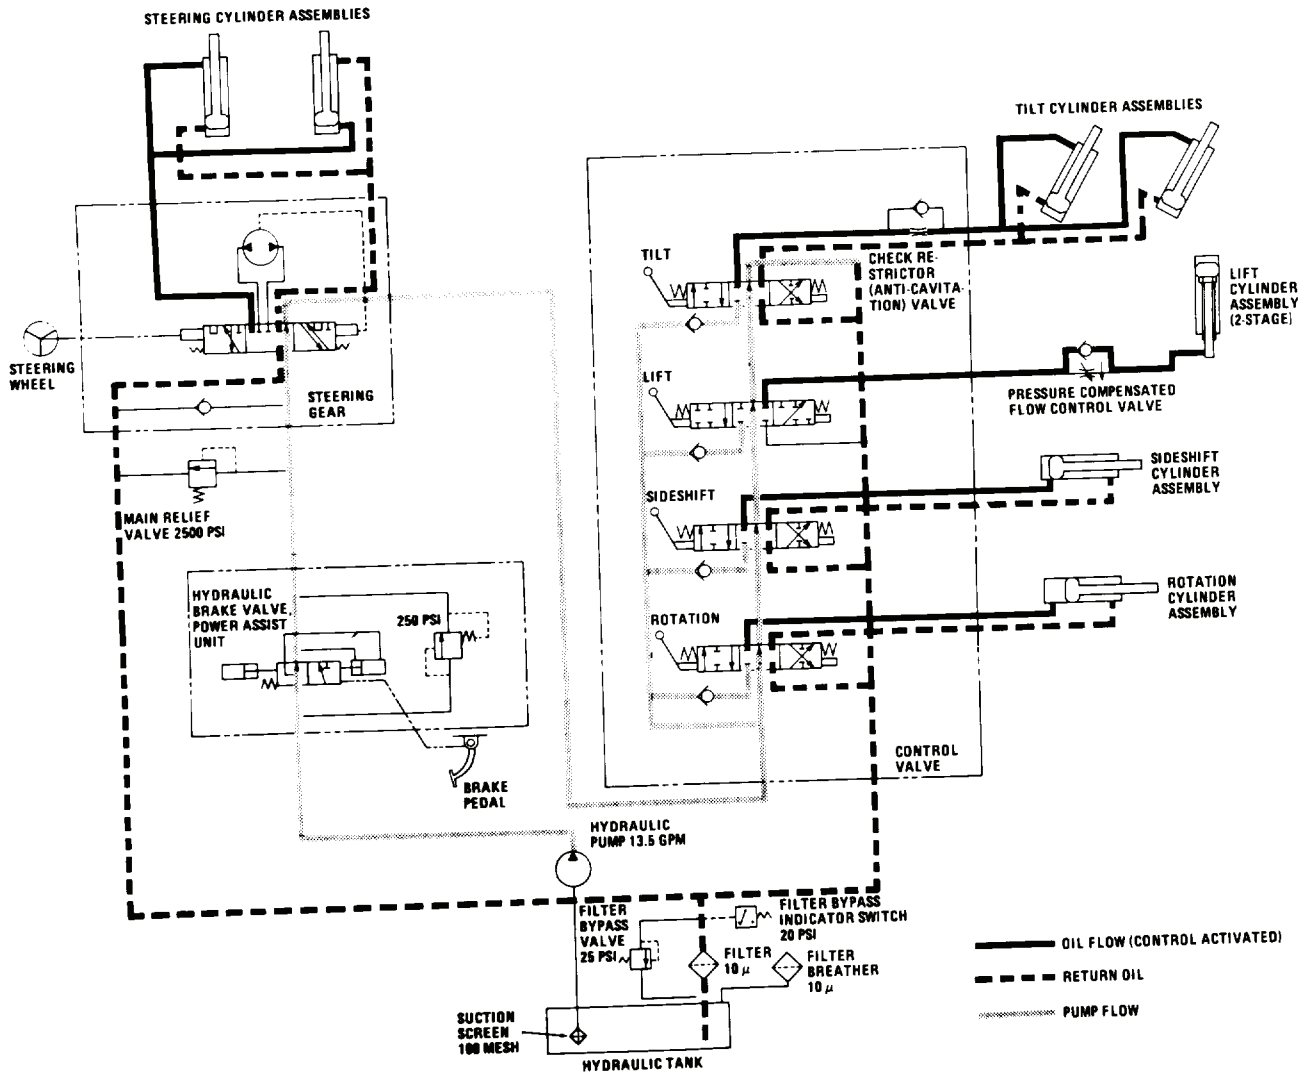 STEERING CYLINDER ASSEMBLIES
TILT CYLINDER ASSEMBLIES
TILT
CHECK RE-
STRICTOR
(ANTI-CAVITA-
TION) VALVE
LIFT
CYLINDER
ASSEMBLY
(2-STAGE)
STEERING
WHEEL
STEERING
GEAR
LIFT
PRESSURE COMPENSATED
FLOW CONTROL VALVE
SIDESHIFT
CYLINDER
ASSEMBLY
MAIN RELIEF
VALVE 2500 PSI
SIDESHIFT
HYDRAULIC
BRAKE VALVE,
POWER ASSIST
UNIT
250 PSI
ROTATION
ROTATION
CYLINDER
ASSEMBLY
BRAKE
PEDAL
CONTROL
VALVE
HYDRAULIC
PUMP 13.5 GPM
FILTER
BYPASS
VALVE
25 PSI
FILTER BYPASS
INDICATOR SWITCH
20 PSI
FILTER
10 μ
FILTER
BREATHER
10 μ
OIL FLOW (CONTROL ACTIVATED)
RETURN OIL
PUMP FLOW
SUCTION
SCREEN
100 MESH
HYDRAULIC TANK